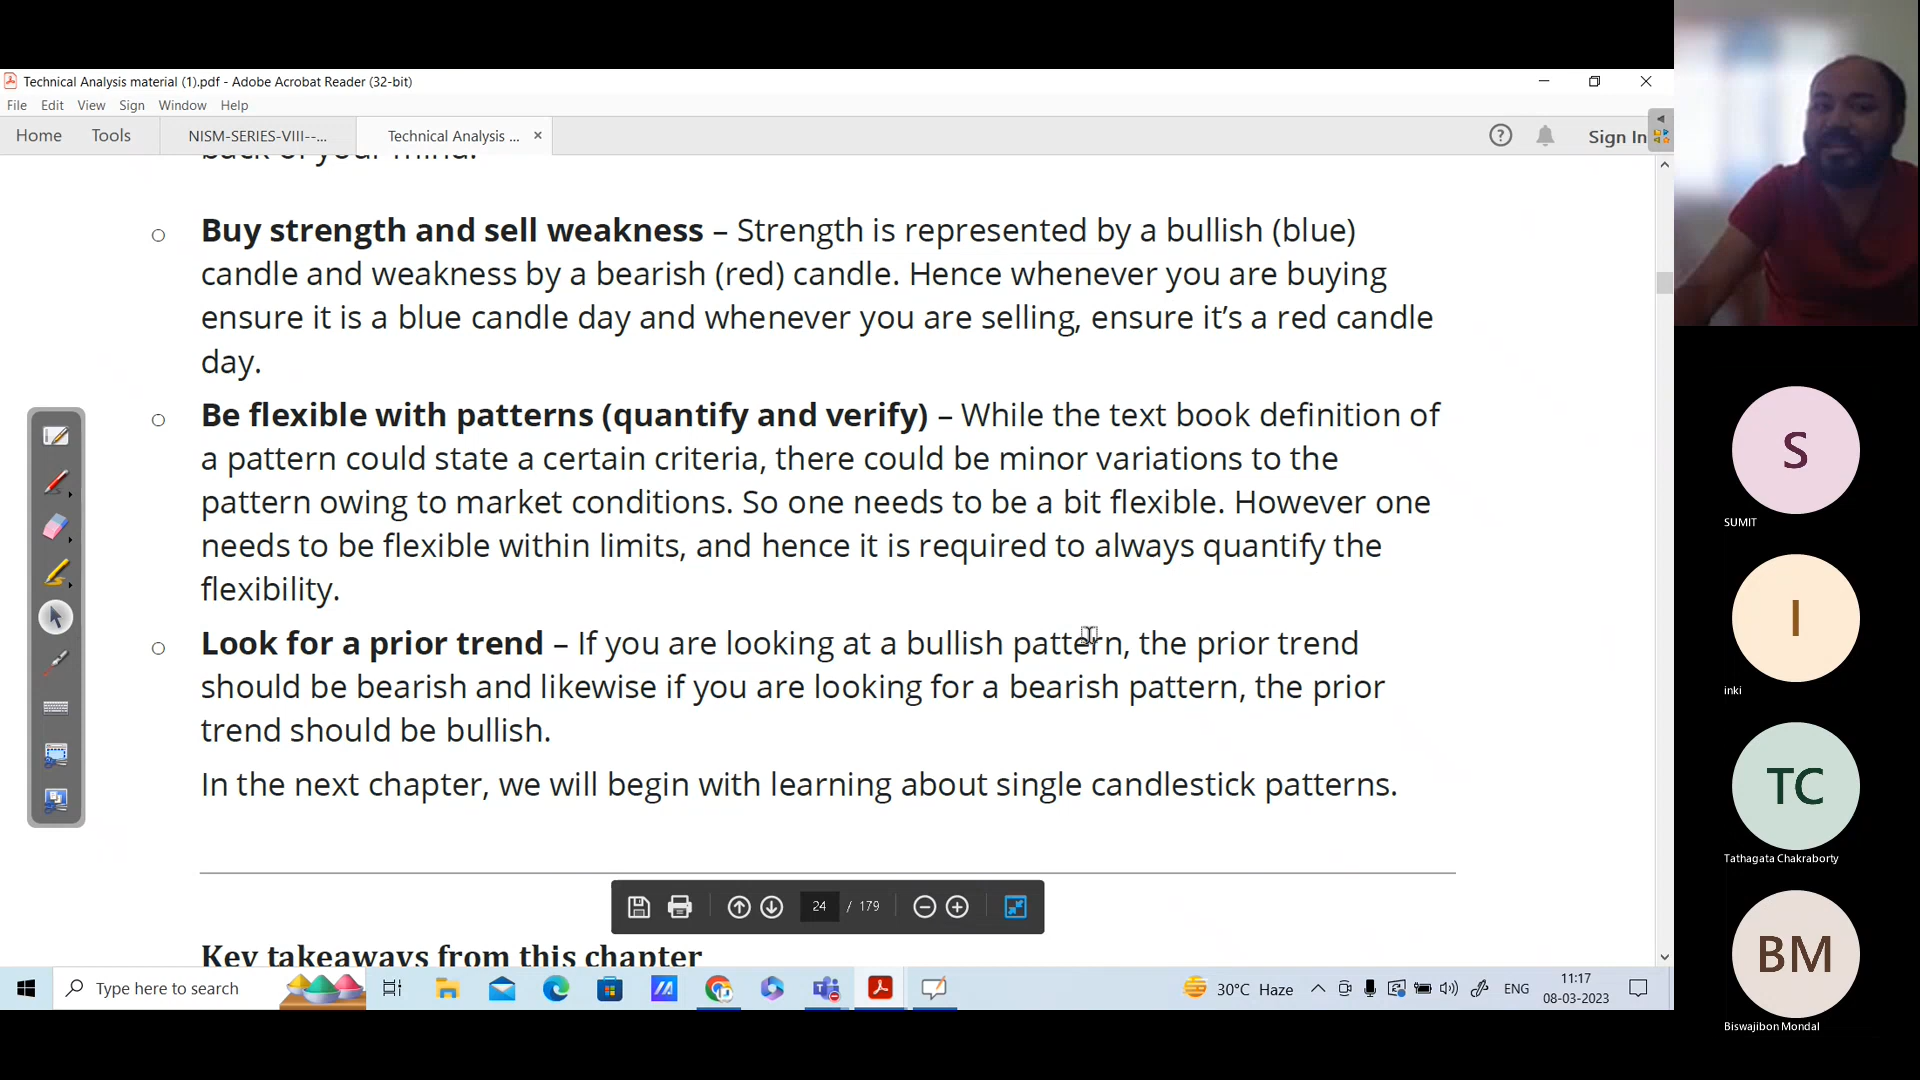 Technical Analysis material (1).pdf - Adobe Acrobat Reader (32-bit)
File Edit View Sign Window Help
Home Tools NISM-SERIES-VIII--... Technical Analysis ... × Sign In
back of your mind.
o Buy strength and sell weakness – Strength is represented by a bullish (blue)
candle and weakness by a bearish (red) candle. Hence whenever you are buying
ensure it is a blue candle day and whenever you are selling, ensure it’s a red candle
day.
o Be flexible with patterns (quantify and verify) – While the text book definition of
a pattern could state a certain criteria, there could be minor variations to the
pattern owing to market conditions. So one needs to be a bit flexible. However one
needs to be flexible within limits, and hence it is required to always quantify the
flexibility.
o Look for a prior trend – If you are looking at a bullish pattern, the prior trend
should be bearish and likewise if you are looking for a bearish pattern, the prior
trend should be bullish.
In the next chapter, we will begin with learning about single candlestick patterns.
24 / 179
Key takeaways from this chapter
Type here to search
30°C Haze
ENG
11:17
08-03-2023
S
SUMIT
I
inki
TC
Tathagata Chakraborty
BM
Biswajibon Mondal